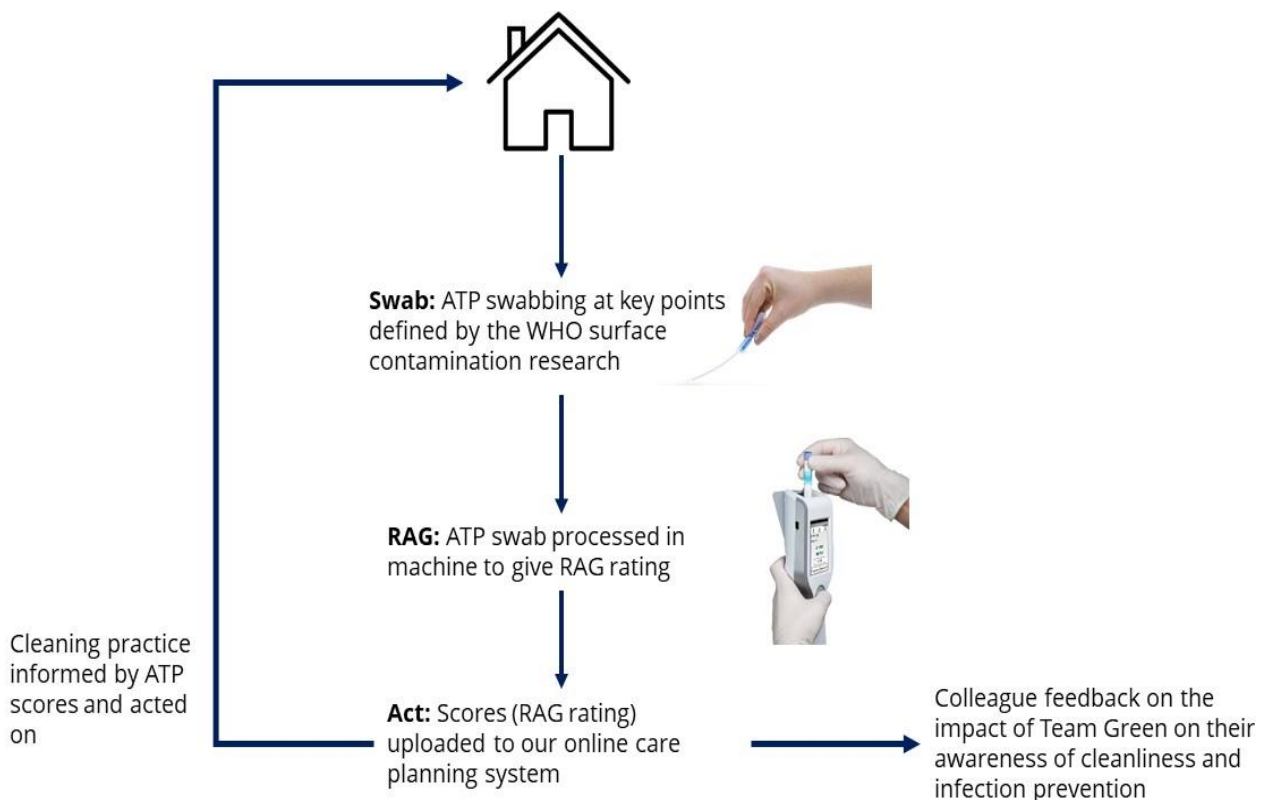 Swab: ATP swabbing at key points
defined by the WHO surface
contamination research
RAG: ATP swab processed in
machine to give RAG rating
Cleaning practice
informed by ATP
scores and acted
on
Act: Scores (RAG rating)
uploaded to our online care
planning system
Colleague feedback on the
impact of Team Green on their
awareness of cleanliness and
infection prevention